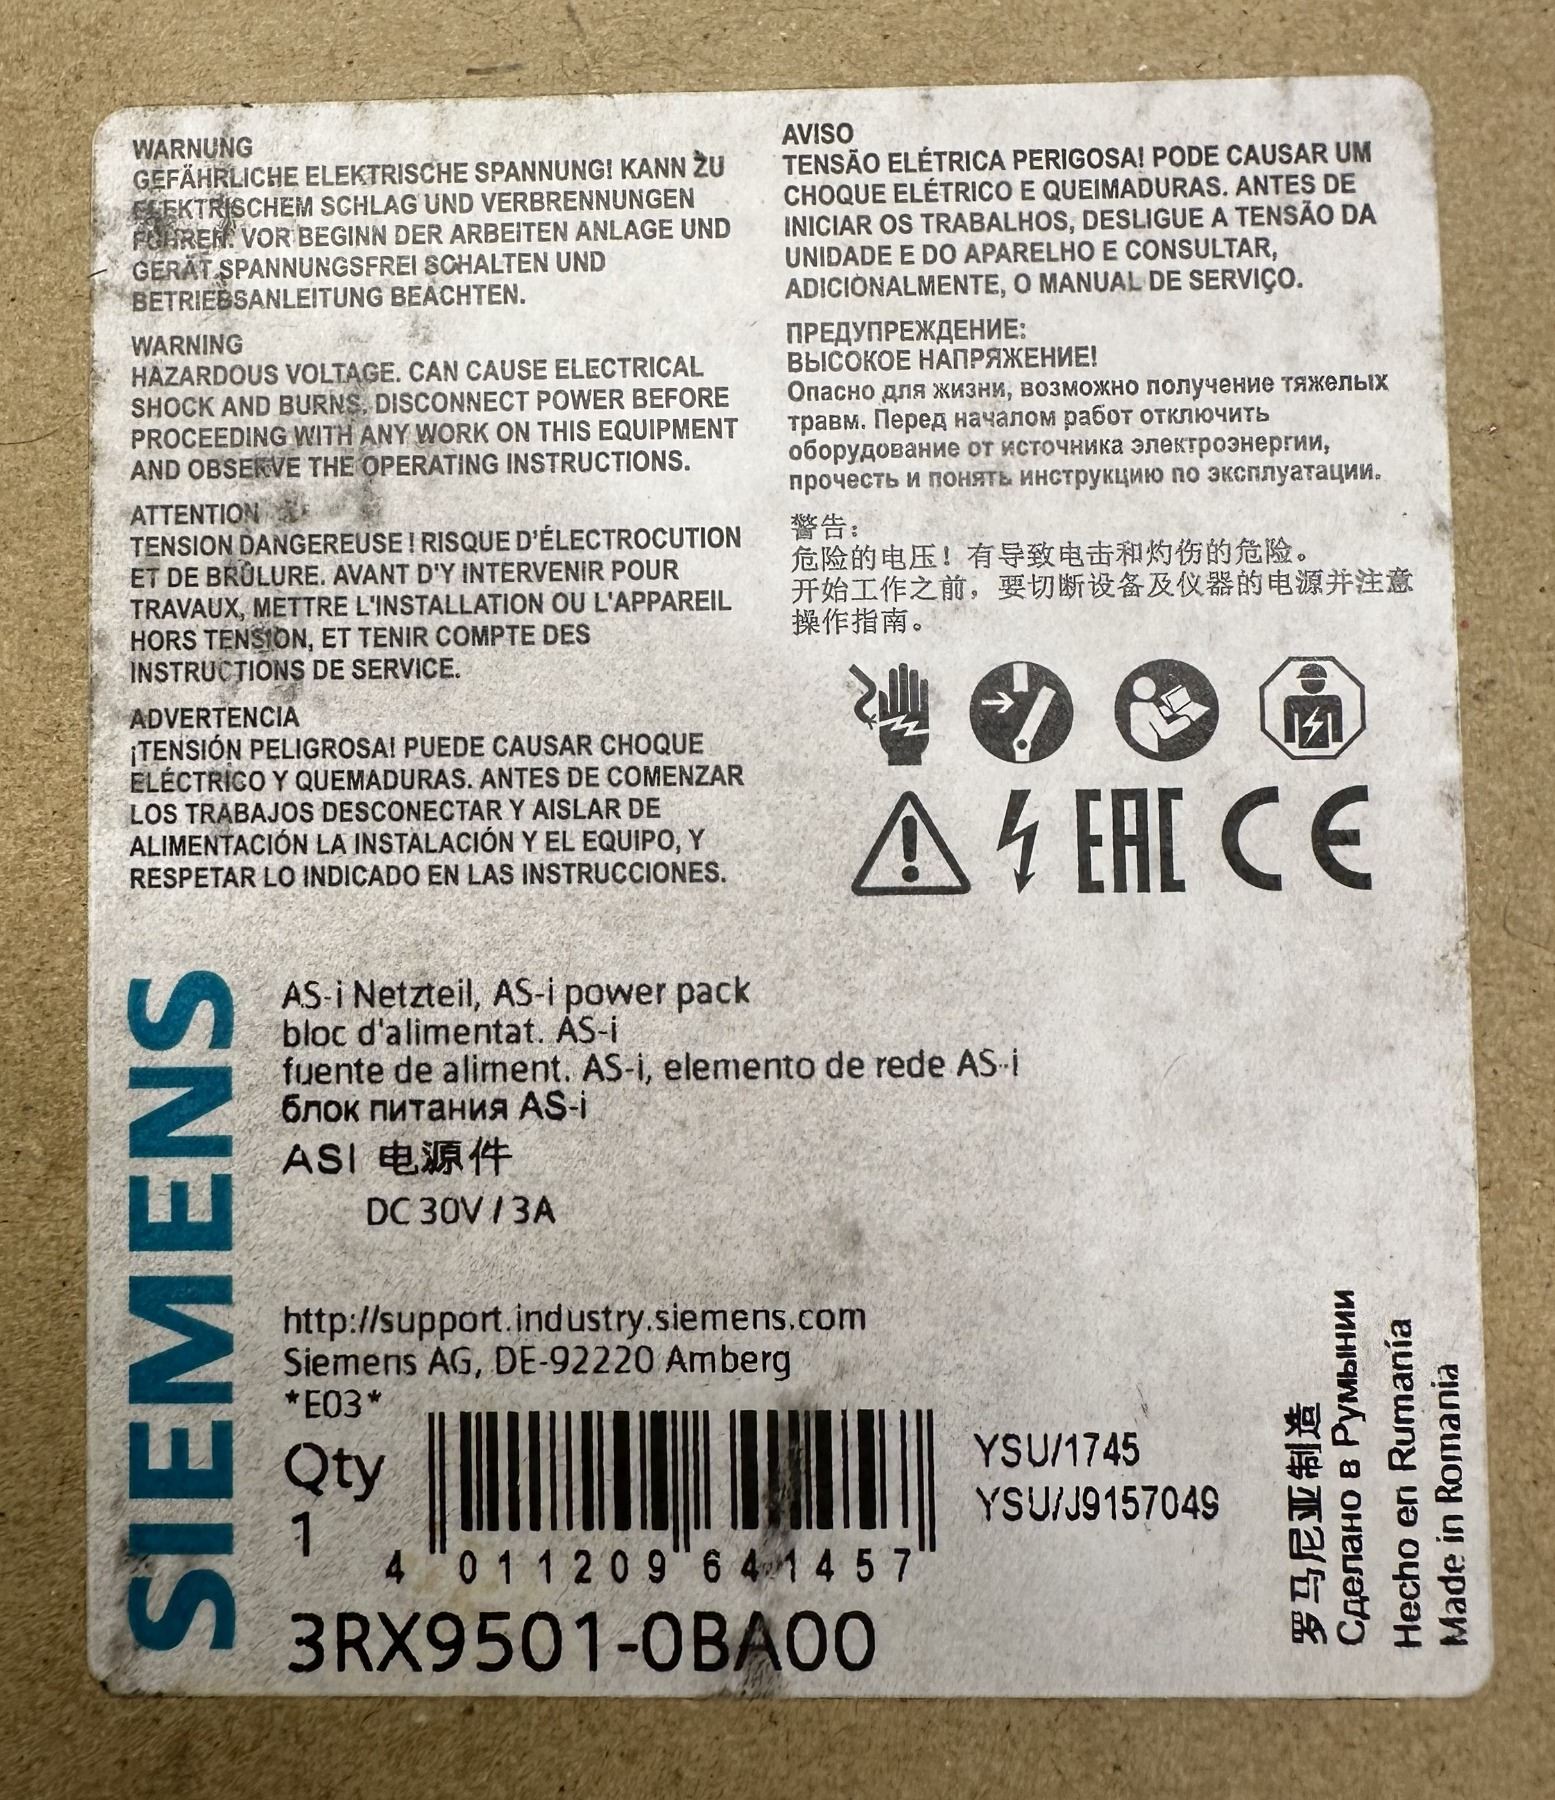 WARNUNG
GEFÄHRLICHE ELEKTRISCHE SPANNUNG! KANN ZU
ELEKTRISCHEM SCHLAG UND VERBRENNUNGEN
FÜHREN. VOR BEGINN DER ARBEITEN ANLAGE UND
GERÄT SPANNUNGSFREI SCHALTEN UND
BETRIEBSANLEITUNG BEACHTEN.
WARNING
HAZARDOUS VOLTAGE. CAN CAUSE ELECTRICAL
SHOCK AND BURNS. DISCONNECT POWER BEFORE
PROCEEDING WITH ANY WORK ON THIS EQUIPMENT
AND OBSERVE THE OPERATING INSTRUCTIONS.
ATTENTION
TENSION DANGEREUSE ! RISQUE D'ÉLECTROCUTION
ET DE BRÛLURE. AVANT D'Y INTERVENIR POUR
TRAVAUX, METTRE L'INSTALLATION OU L'APPAREIL
HORS TENSION, ET TENIR COMPTE DES
INSTRUCTIONS DE SERVICE.
ADVERTENCIA
¡TENSIÓN PELIGROSA! PUEDE CAUSAR CHOQUE
ELÉCTRICO Y QUEMADURAS. ANTES DE COMENZAR
LOS TRABAJOS DESCONECTAR Y AISLAR DE
ALIMENTACIÓN LA INSTALACIÓN Y EL EQUIPO, Y
RESPETAR LO INDICADO EN LAS INSTRUCCIONES.
AVISO
TENSÃO ELÉTRICA PERIGOSA! PODE CAUSAR UM
CHOQUE ELÉTRICO E QUEIMADURAS. ANTES DE
INICIAR OS TRABALHOS, DESLIGUE A TENSÃO DA
UNIDADE E DO APARELHO E CONSULTAR,
ADICIONALMENTE, O MANUAL DE SERVIÇO.
ПРЕДУПРЕЖДЕНИЕ:
ВЫСОКОЕ НАПРЯЖЕНИЕ!
Опасно для жизни, возможно получение тяжелых
травм. Перед началом работ отключить
оборудование от источника электроэнергии,
прочесть и понять инструкцию по эксплуатации.
警告：
危险的电压！有导致电击和灼伤的危险。
开始工作之前，要切断设备及仪器的电源并注意
操作指南。
EAC CE
SIEMENS
AS-i Netzteil, AS-i power pack
bloc d'alimentat. AS-i
fuente de aliment. AS-i, elemento de rede AS-i
блок питания AS-i
ASI 电源件
DC 30V / 3A
http://support.industry.siemens.com
Siemens AG, DE-92220 Amberg
*E03*
Qty
1
4 011209 641457
YSU/1745
YSU/J9157049
3RX9501-0BA00
罗马尼亚制造
Сделано в Румынии
Hecho en Rumanía
Made in Romania